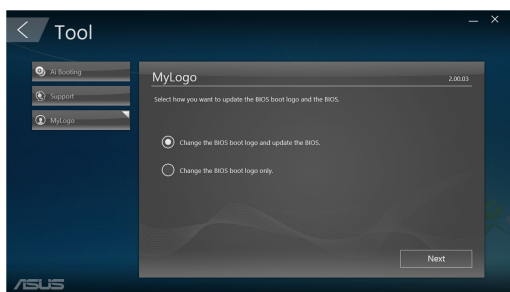 Tool
Ai Booting
Support
MyLogo
MyLogo
2.00.03
Select how you want to update the BIOS boot logo and the BIOS.
Change the BIOS boot logo and update the BIOS.
Change the BIOS boot logo only.
Next
ASUS